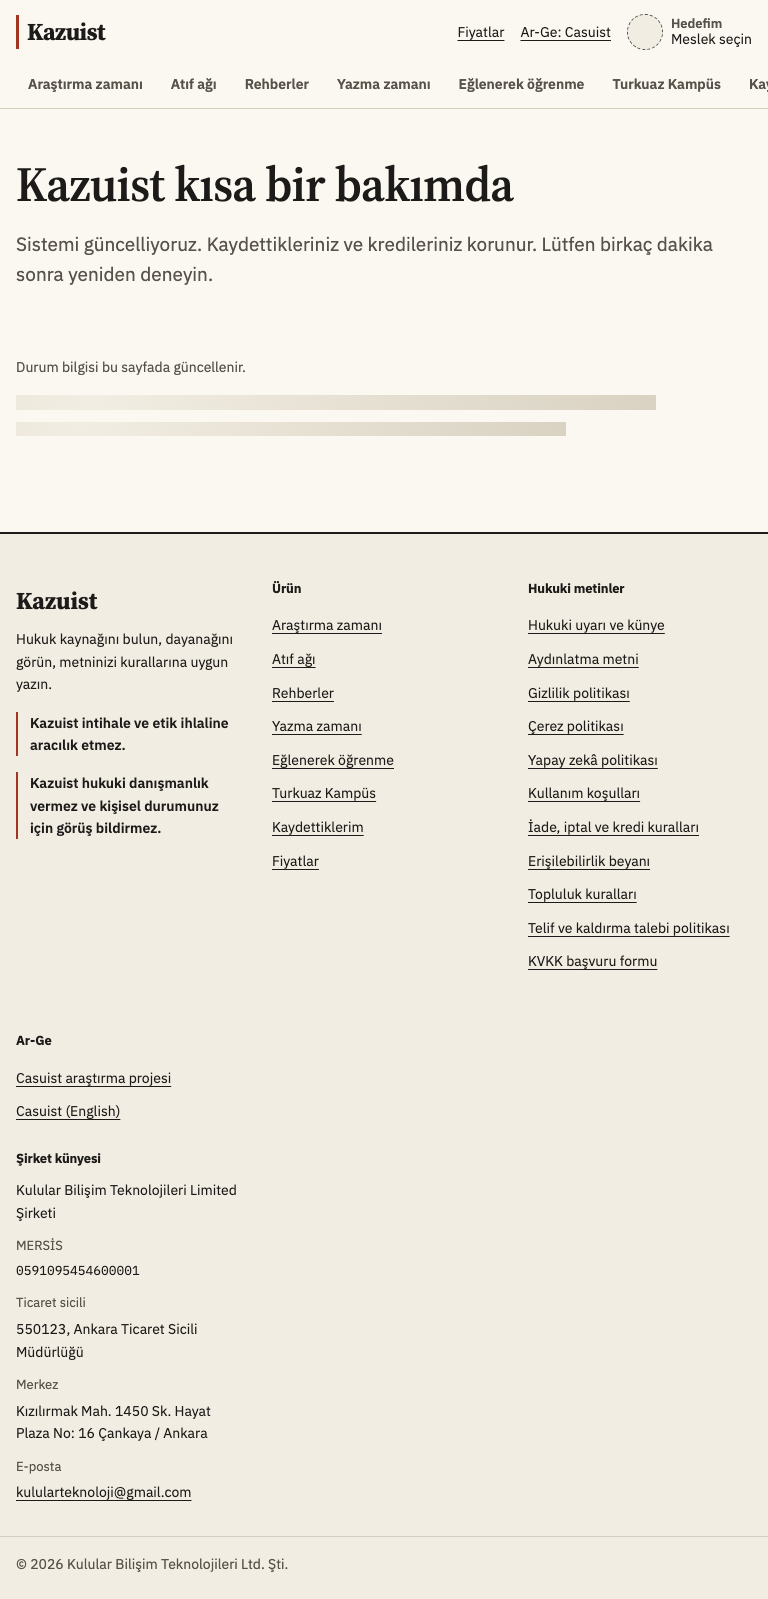 Kazuist
Fiyatlar
Ar-Ge: Casuist
Hedefim
Meslek seçin
Araştırma zamanı
Atıf ağı
Rehberler
Yazma zamanı
Eğlenerek öğrenme
Turkuaz Kampüs
Kazuist kısa bir bakımda
Sistemi güncelliyoruz. Kaydettikleriniz ve kredileriniz korunur. Lütfen birkaç dakika
sonra yeniden deneyin.
Durum bilgisi bu sayfada güncellenir.
Kazuist
Hukuk kaynağını bulun, dayanağını
görün, metninizi kurallarına uygun
yazın.
Kazuist intihale ve etik ihlaline
aracılık etmez.
Kazuist hukuki danışmanlık
vermez ve kişisel durumunuz
için görüş bildirmez.
Ürün
Araştırma zamanı
Atıf ağı
Rehberler
Yazma zamanı
Eğlenerek öğrenme
Turkuaz Kampüs
Kaydettiklerim
Fiyatlar
Hukuki metinler
Hukuki uyarı ve künye
Aydınlatma metni
Gizlilik politikası
Çerez politikası
Yapay zekâ politikası
Kullanım koşulları
İade, iptal ve kredi kuralları
Erişilebilirlik beyanı
Topluluk kuralları
Telif ve kaldırma talebi politikası
KVKK başvuru formu
Ar-Ge
Casuist araştırma projesi
Casuist (English)
Şirket künyesi
Kulular Bilişim Teknolojileri Limited
Şirketi
MERSİS
0591095454600001
Ticaret sicili
550123, Ankara Ticaret Sicili
Müdürlüğü
Merkez
Kızılırmak Mah. 1450 Sk. Hayat
Plaza No: 16 Çankaya / Ankara
E-posta
kululartekno​loji@gmail.com
© 2026 Kulular Bilişim Teknolojileri Ltd. Şti.